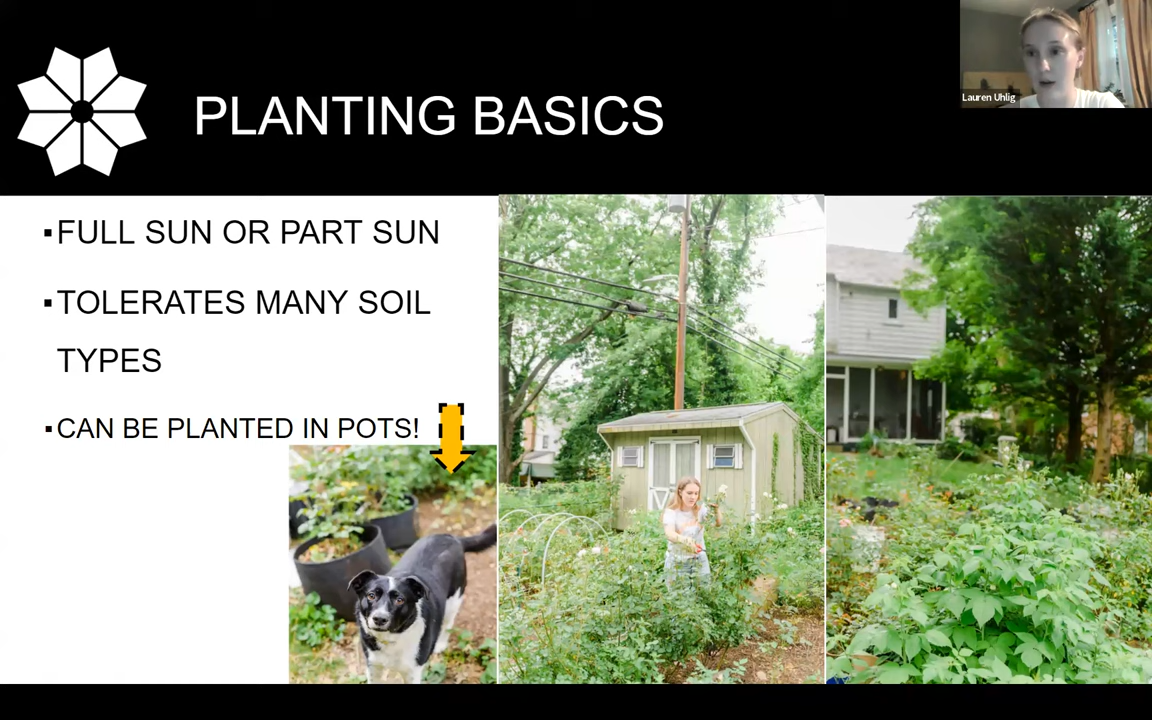 Lauren Uhlig
PLANTING BASICS
▪FULL SUN OR PART SUN
▪TOLERATES MANY SOIL
TYPES
▪CAN BE PLANTED IN POTS!